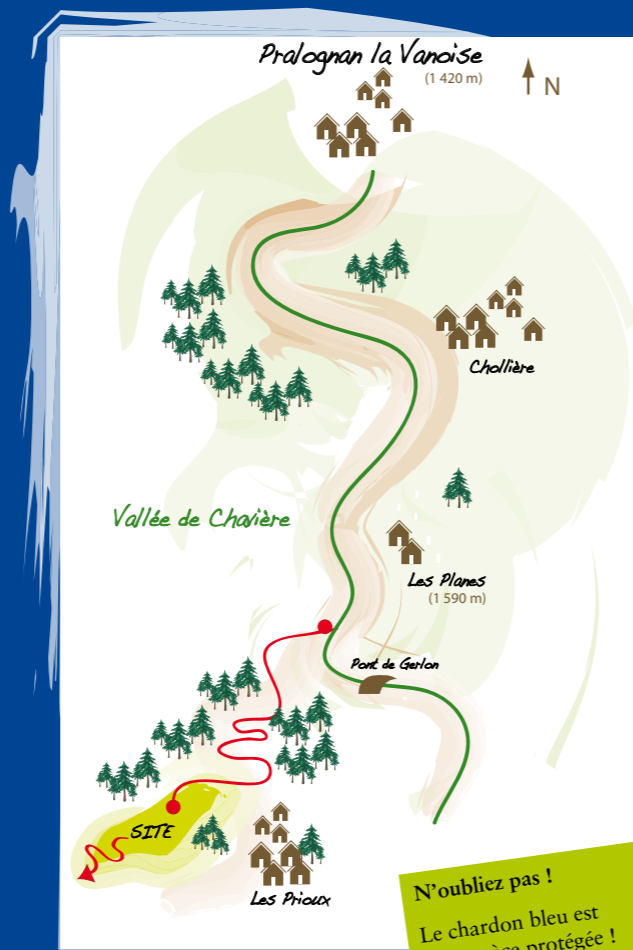 Pralognan la Vanoise
(1 420 m)
N
Chollière
Vallée de Chavière
Les Planes
(1 590 m)
Pont de Gerlon
SITE
Les Prioux
N'oubliez pas !
Le chardon bleu est
protégée !